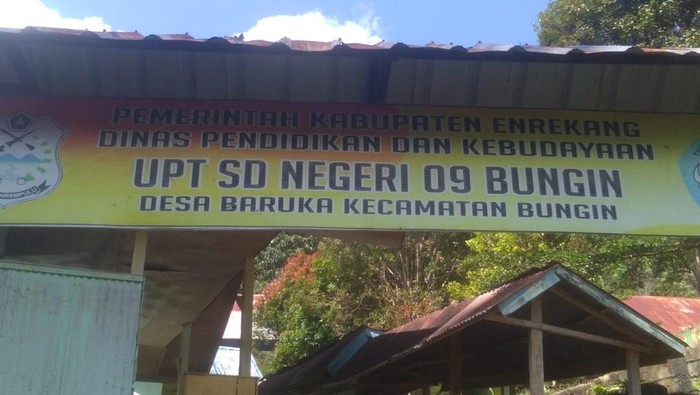 PEMERINTAH KABUPATEN ENREKANG
DINAS PENDIDIKAN DAN KEBUDAYAAN
UPT SD NEGERI 09 BUNGIN
DESA BARUKA KECAMATAN BUNGIN